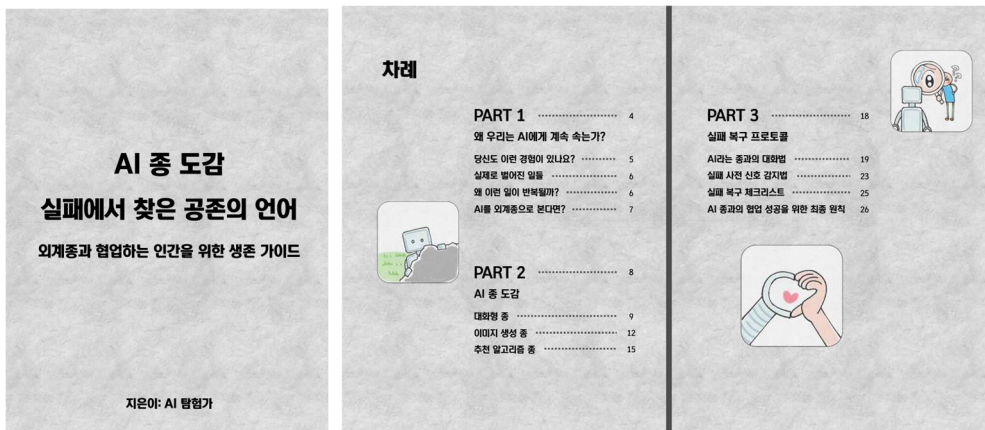 AI 종 도감
실패에서 찾은 공존의 언어
외계종과 협업하는 인간을 위한 생존 가이드
지은이: AI 탐험가
차례
PART 1 4
왜 우리는 AI에게 계속 속는가?
당신도 이런 경험이 있나요? 5
실제로 벌어진 일들 6
왜 이런 일이 반복될까? 6
AI를 외계종으로 본다면? 7
PART 2 8
AI 종 도감
대화형 종 9
이미지 생성 종 12
추천 알고리즘 종 15
PART 3 18
실패 복구 프로토콜
AI라는 종과의 대화법 19
실패 사전 신호 감지법 23
실패 복구 체크리스트 25
AI 종과의 협업 성공을 위한 최종 원칙 26